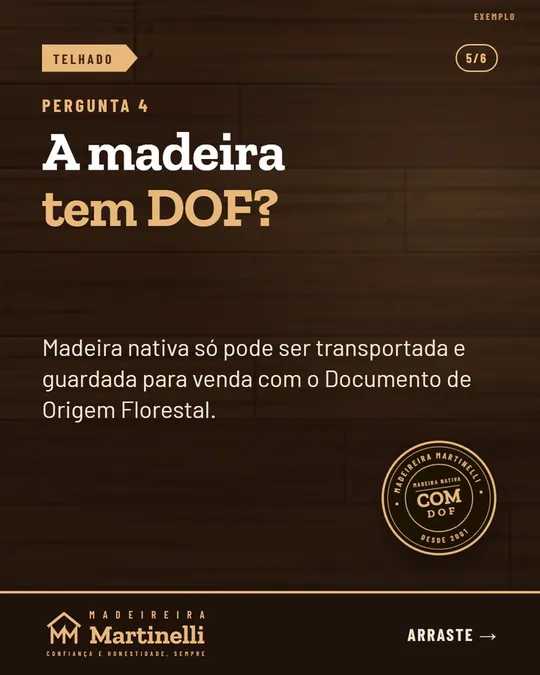 EXEMPLO
TELHADO
5/6
PERGUNTA 4
A madeira
tem DOF?
Madeira nativa só pode ser transportada e
guardada para venda com o Documento de
Origem Florestal.
MADEIREIRA MARTINELLI
MADEIRA NATIVA
COM
DOF
DESDE 2001
MADEIREIRA
Martinelli
CONFIANÇA E HONESTIDADE, SEMPRE
ARRASTE →